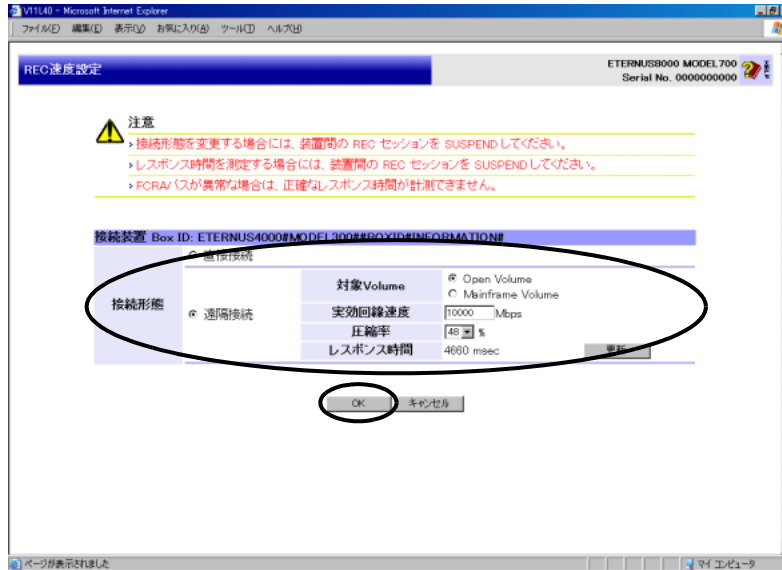 V11L40 - Microsoft Internet Explorer
ファイル(F) 編集(E) 表示(V) お気に入り(A) ツール(T) ヘルプ(H)
REC速度設定
ETERNUS8000 MODEL700
Serial No. 0000000000
HELP
注意
接続形態を変更する場合には、装置間の REC セッションを SUSPEND してください。
レスポンス時間を測定する場合には、装置間の REC セッションを SUSPEND してください。
FCRAパスが異常な場合は、正確なレスポンス時間が計測できません。
接続装置 Box ID: ETERNUS4000#MODEL300##BOXID#INFORMATION#
接続形態
直接接続
遠隔接続
対象Volume
Open Volume
Mainframe Volume
実効回線速度
10000 Mbps
圧縮率
48 %
レスポンス時間
4660 msec
更新
OK キャンセル
ページが表示されました
マイ コンピュータ